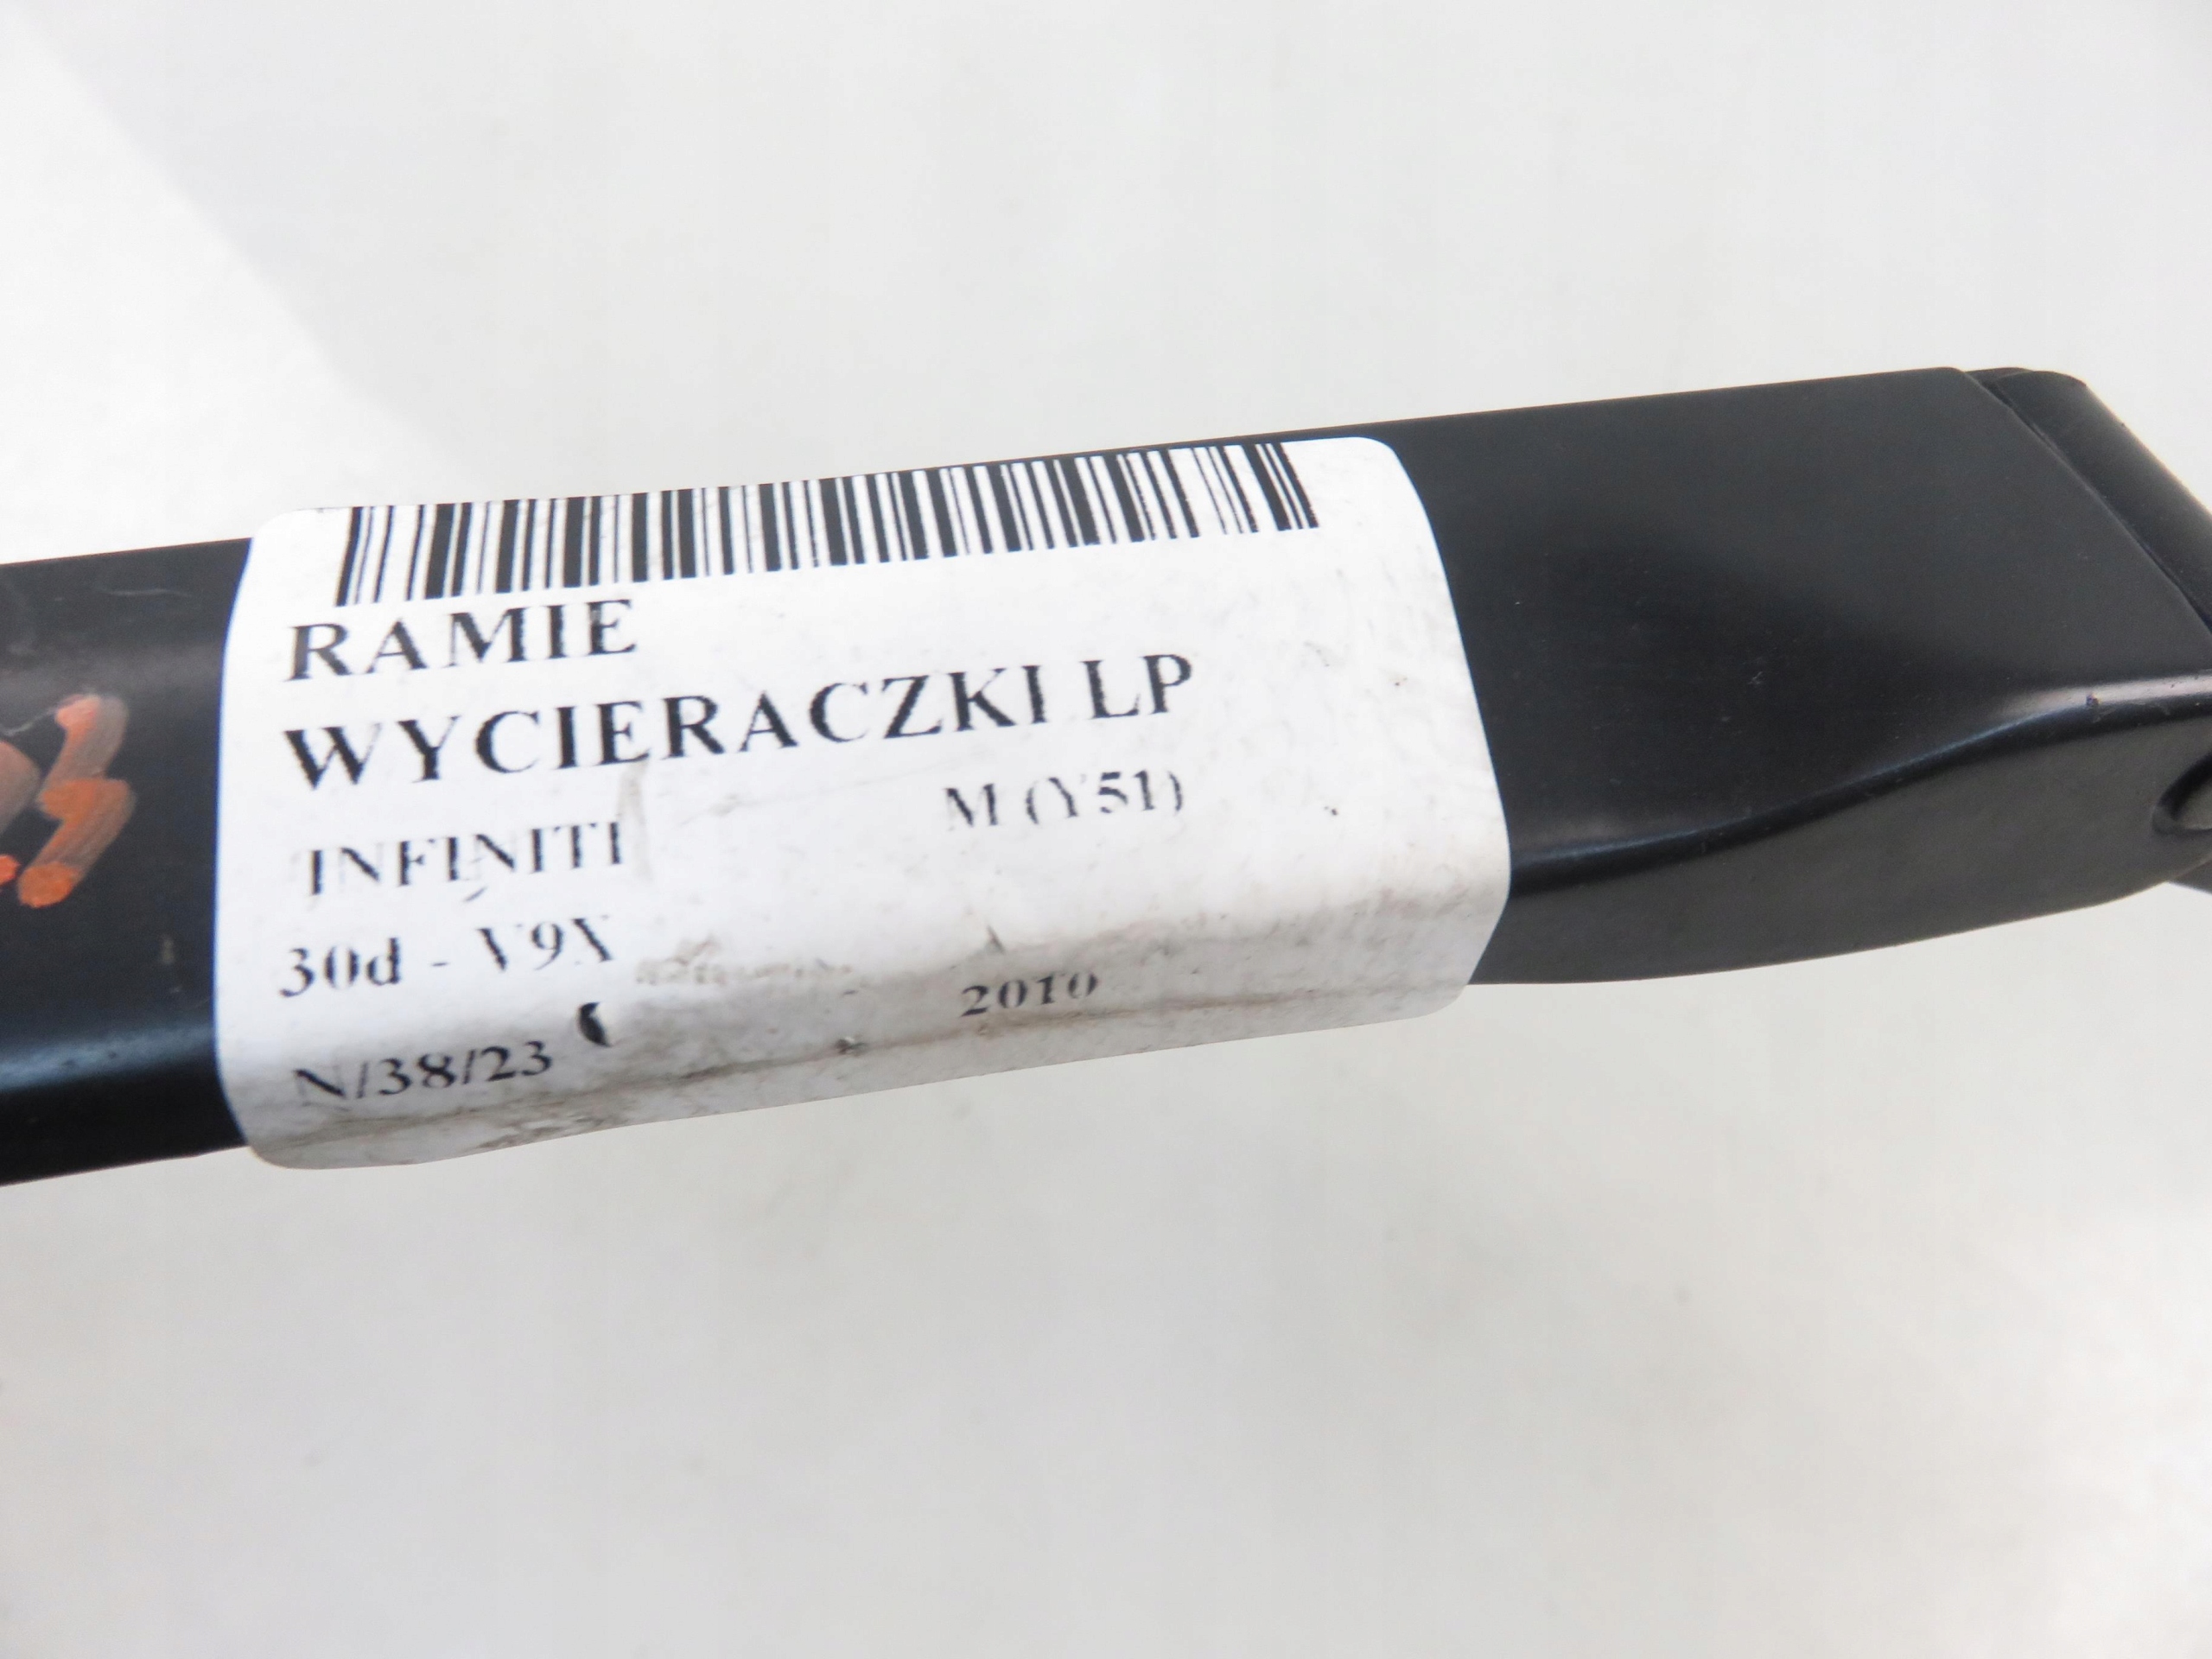 RAMIE
WYCIERACZKI LP
INFINITI M (Y51)
30d - V9X 2010
N/38/23